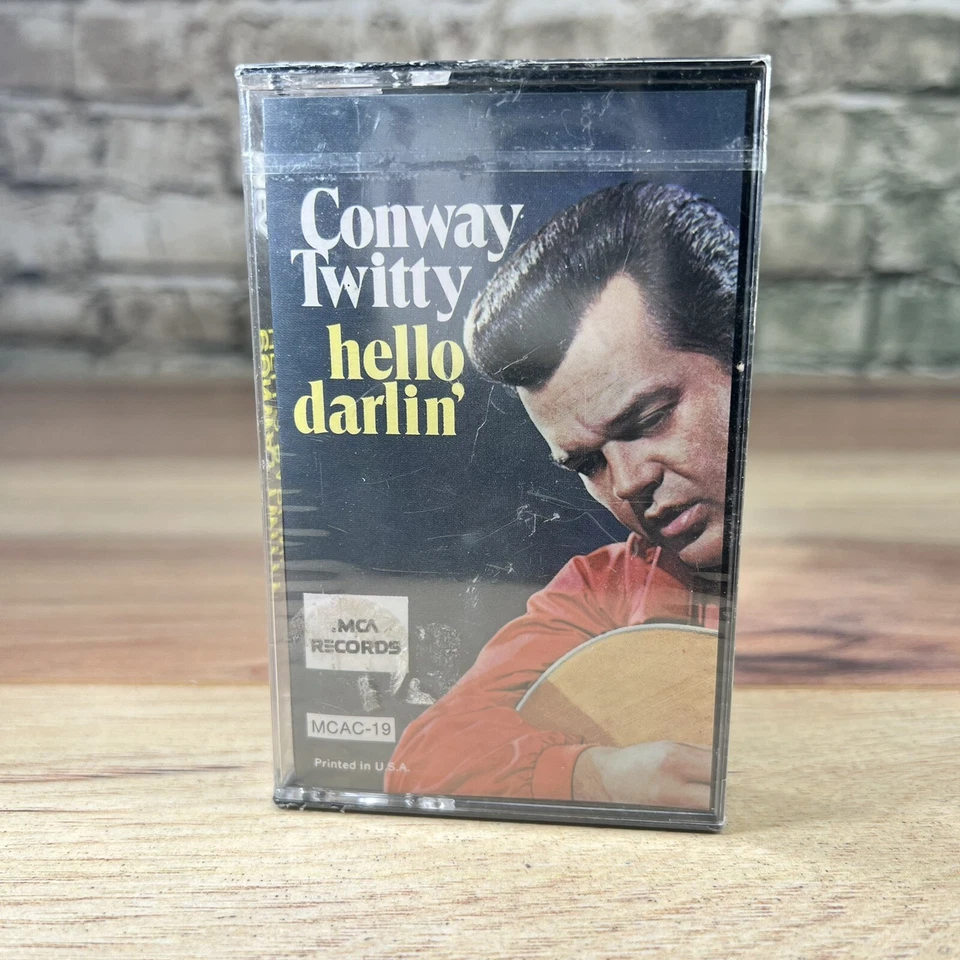 Conway
Twitty
hello
darlin'
MCA
RECORDS
MCAC-19
Printed in U.S.A.